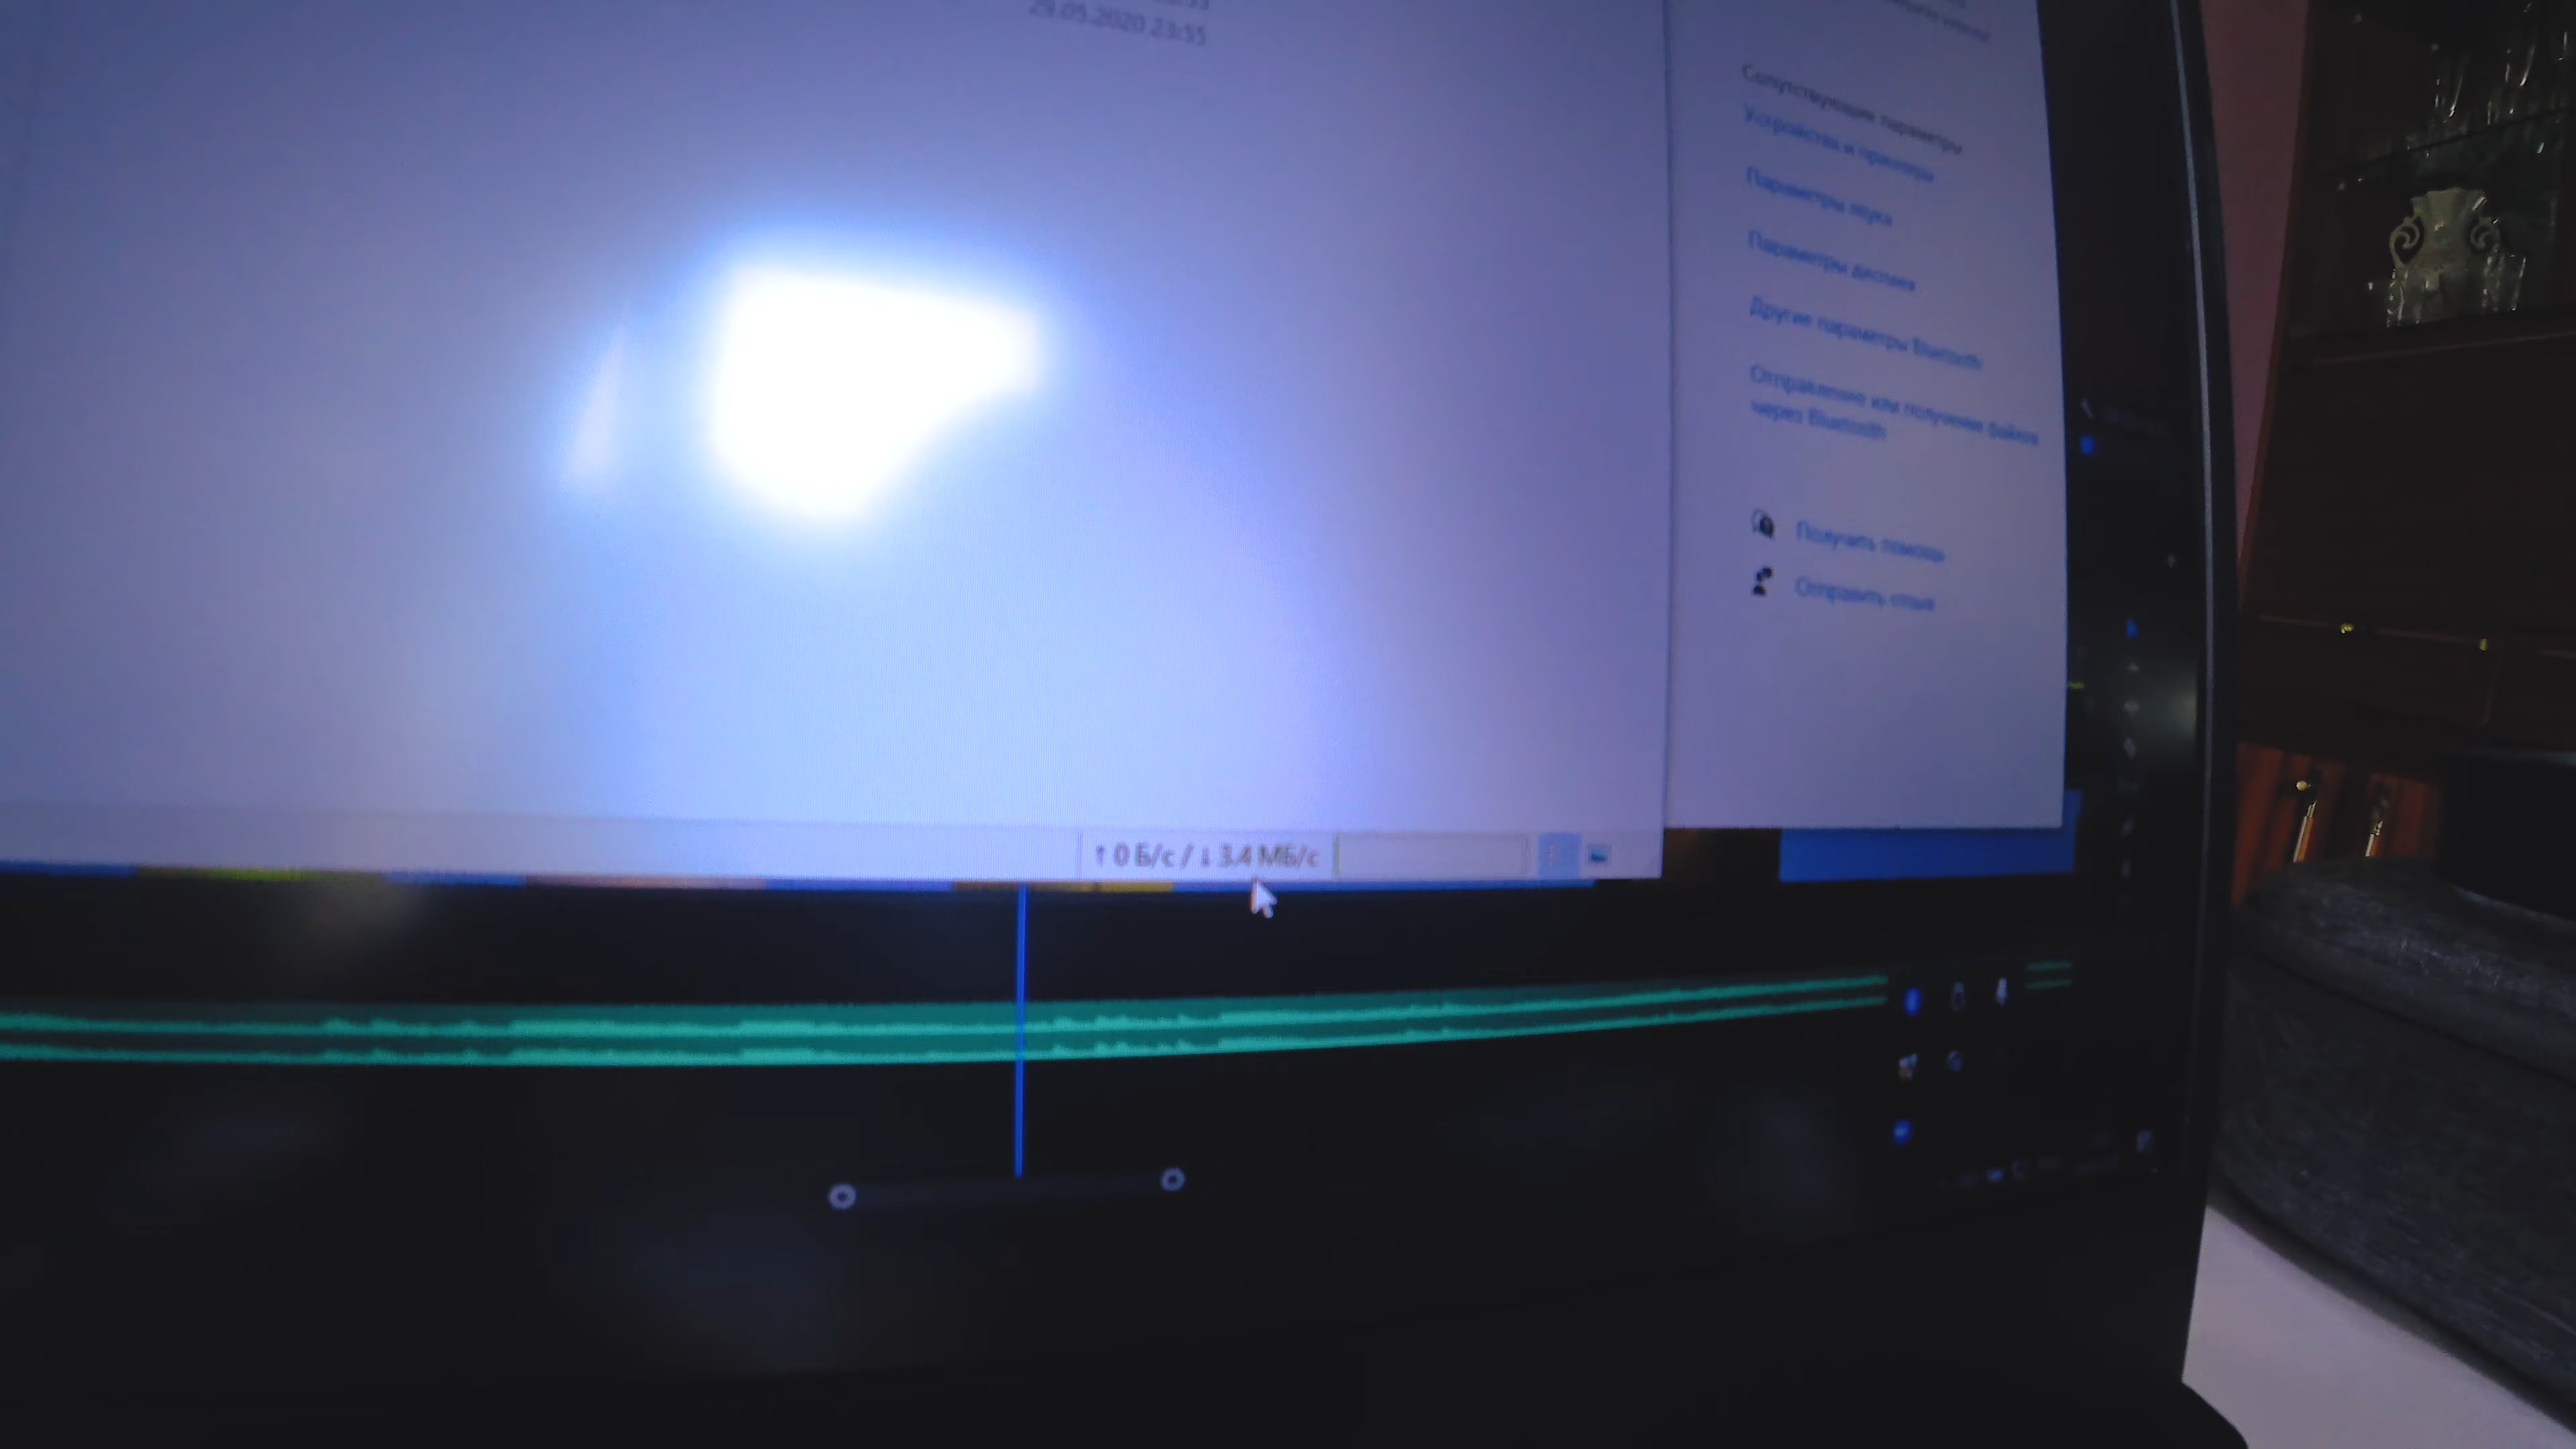 29.05.2020 23:55
Сопутствующие параметры
Устройства и принтеры
Параметры звука
Параметры дисплея
Другие параметры Bluetooth
Отправление или получение файлов
через Bluetooth
Получить помощь
Отправить отзыв
↑ 0 Б/с / ↓ 3.4 МБ/с